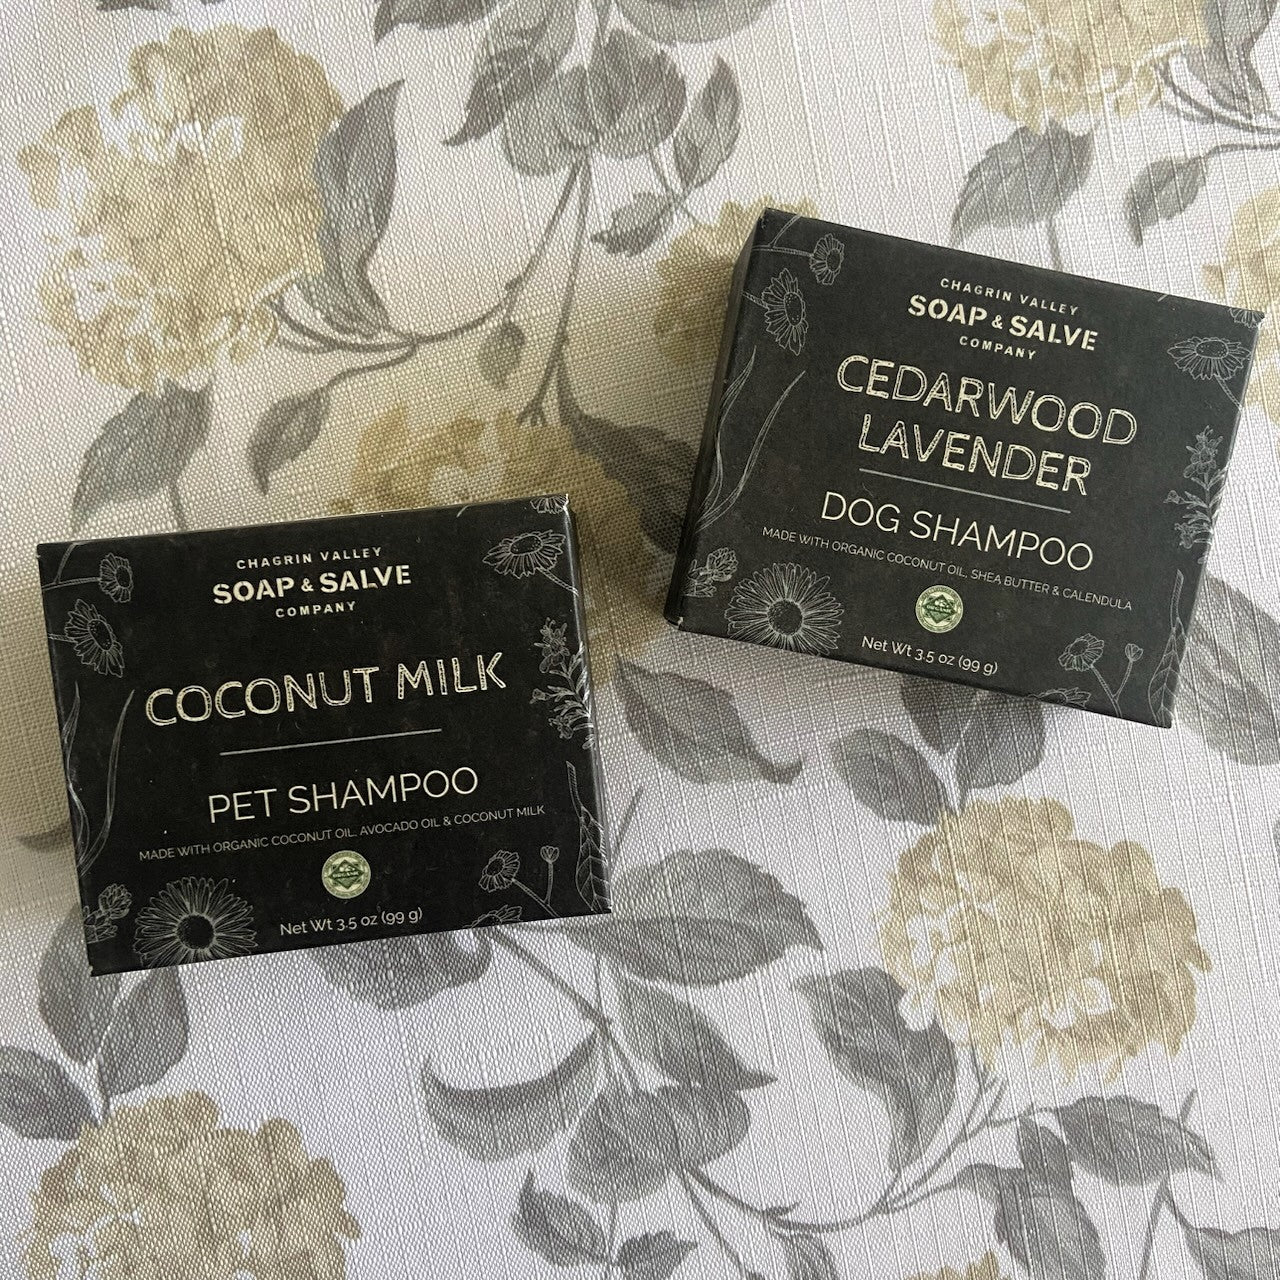 CHAGRIN VALLEY
SOAP & SALVE
COMPANY
COCONUT MILK
PET SHAMPOO
MADE WITH ORGANIC COCONUT OIL, AVOCADO OIL & COCONUT MILK
ORGANIC
Net Wt 3.5 oz (99 g)
CHAGRIN VALLEY
SOAP & SALVE
COMPANY
CEDARWOOD
LAVENDER
DOG SHAMPOO
MADE WITH ORGANIC COCONUT OIL, SHEA BUTTER & CALENDULA
ORGANIC
Net Wt 3.5 oz (99 g)